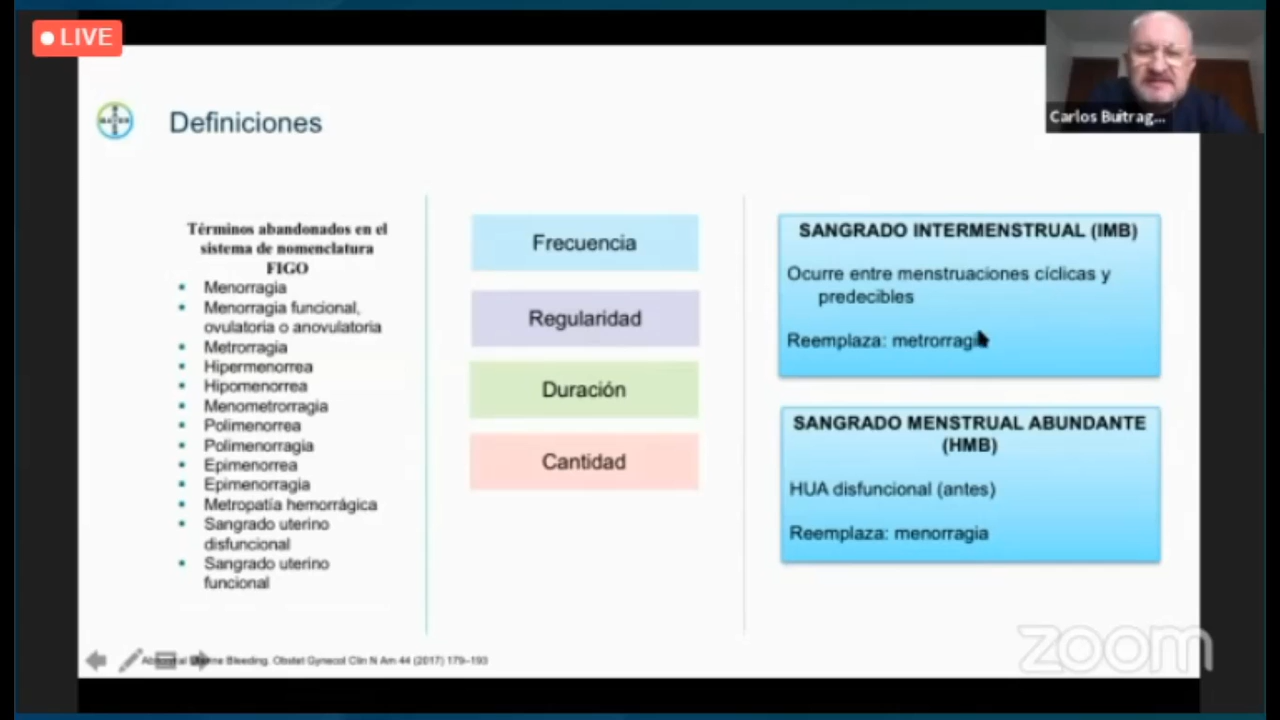 LIVE
Carlos Buitrag...
BAYER
Definiciones
Términos abandonados en el
sistema de nomenclatura
FIGO
• Menorragia
• Menorragia funcional,
ovulatoria o anovulatoria
• Metrorragia
• Hipermenorrea
• Hipomenorrea
• Menometrorragia
• Polimenorrea
• Polimenorragia
• Epimenorrea
• Epimenorragia
• Metropatía hemorrágica
• Sangrado uterino
disfuncional
• Sangrado uterino
funcional
Frecuencia
Regularidad
Duración
Cantidad
SANGRADO INTERMENSTRUAL (IMB)
Ocurre entre menstruaciones cíclicas y
predecibles
Reemplaza: metrorragia
SANGRADO MENSTRUAL ABUNDANTE
(HMB)
HUA disfuncional (antes)
Reemplaza: menorragia
Abnormal Uterine Bleeding. Obstet Gynecol Clin N Am 44 (2017) 179–193
zoom